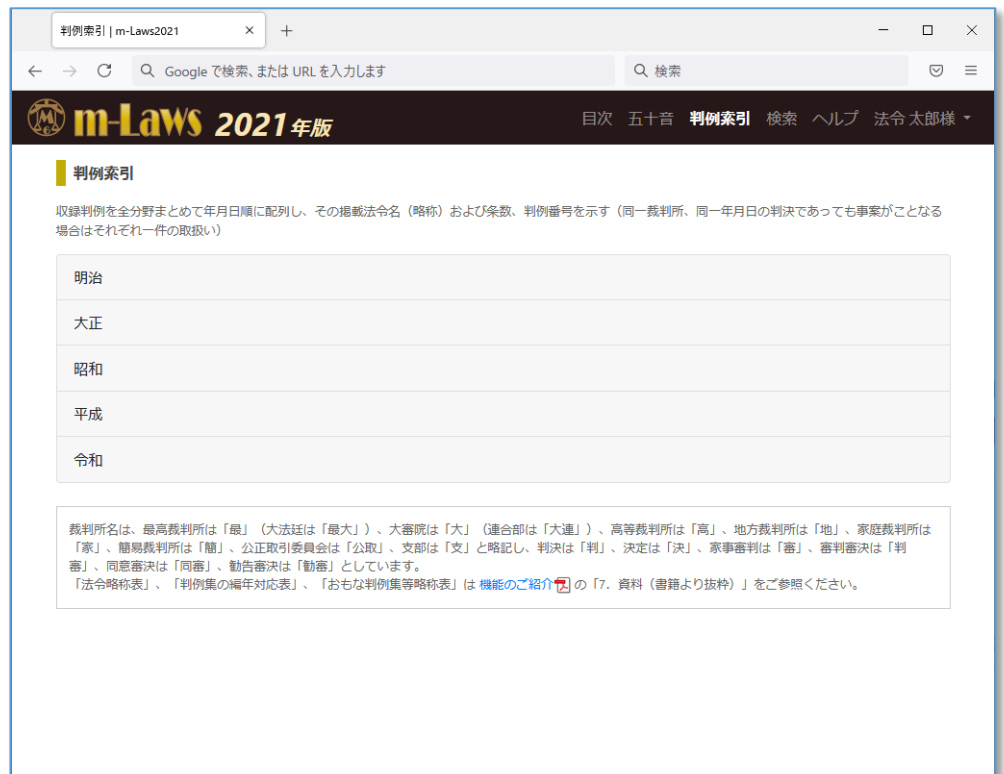 判例索引 | m-Laws2021
Google で検索、または URL を入力します
検索
m-Laws 2021年版
目次 五十音 判例索引 検索 ヘルプ 法令 太郎様
判例索引
収録判例を全分野まとめて年月日順に配列し、その掲載法令名（略称）および条数、判例番号を示す（同一裁判所、同一年月日の判決であっても事案がことなる
場合はそれぞれ一件の取扱い）
明治
大正
昭和
平成
令和
裁判所名は、最高裁判所は「最」（大法廷は「最大」）、大審院は「大」（連合部は「大連」）、高等裁判所は「高」、地方裁判所は「地」、家庭裁判所は
「家」、簡易裁判所は「簡」、公正取引委員会は「公取」、支部は「支」と略記し、判決は「判」、決定は「決」、家事審判は「審」、審判審決は「判
審」、同意審決は「同審」、勧告審決は「勧審」としています。
「法令略称表」、「判例集の編年対応表」、「おもな判例集等略称表」は 機能のご紹介 の「7．資料（書籍より抜粋）」をご参照ください。